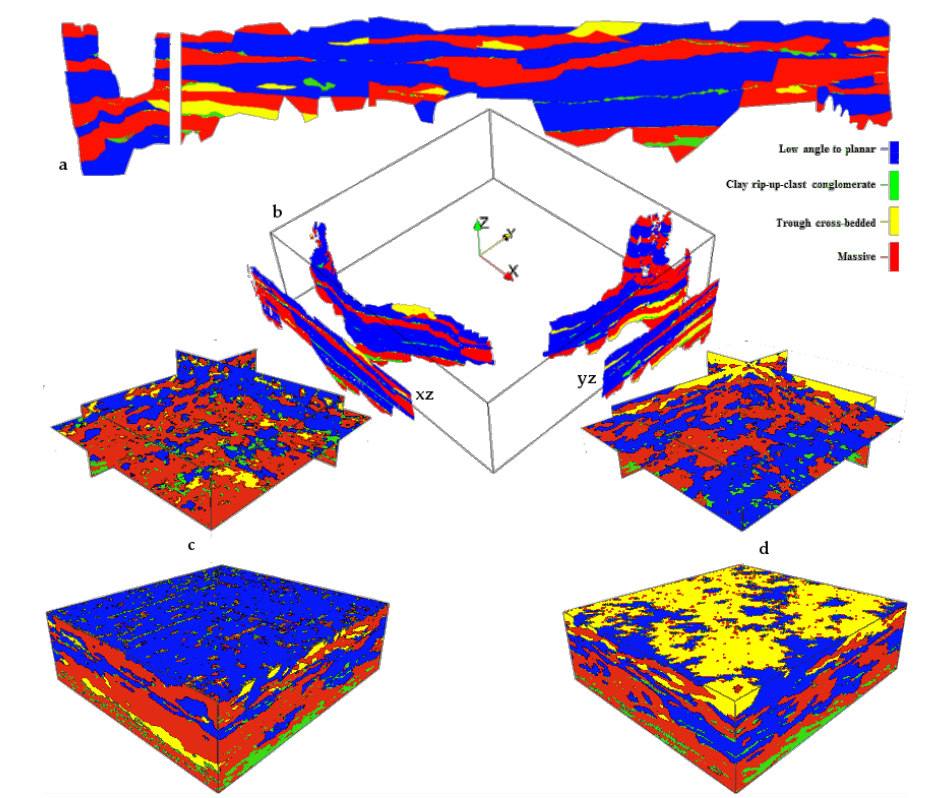 a
Low angle to planar
Clay rip-up-clast conglomerate
Trough cross-bedded
Massive
b
Z
Y
X
xz
yz
c
d